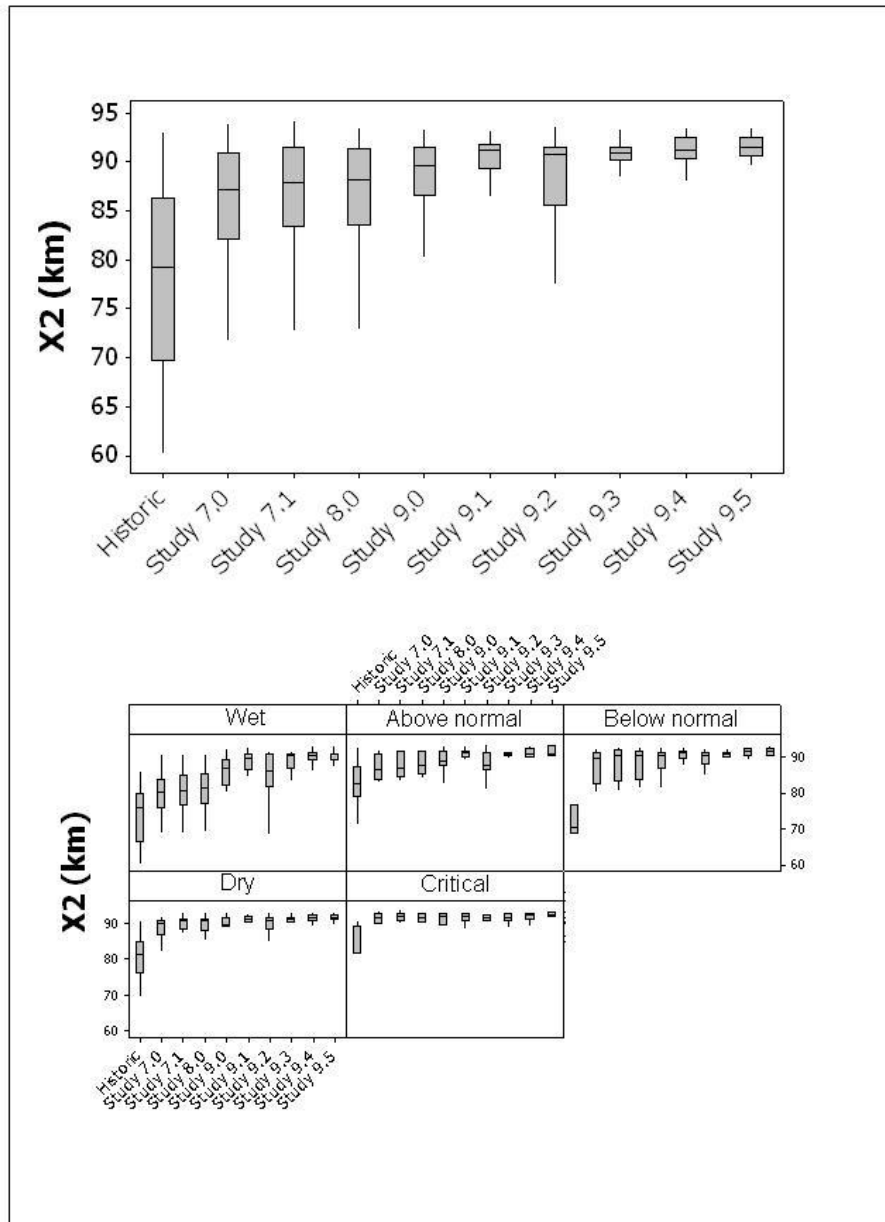 X2 (km)
95
90
85
80
75
70
65
60
Historic
Study 7.0
Study 7.1
Study 8.0
Study 9.0
Study 9.1
Study 9.2
Study 9.3
Study 9.4
Study 9.5
Historic
Study 7.0
Study 7.1
Study 8.0
Study 9.0
Study 9.1
Study 9.2
Study 9.3
Study 9.4
Study 9.5
Wet
Above normal
Below normal
90
80
70
60
X2 (km)
Dry
Critical
90
80
70
60
Historic
Study 7.0
Study 7.1
Study 8.0
Study 9.0
Study 9.1
Study 9.2
Study 9.3
Study 9.4
Study 9.5